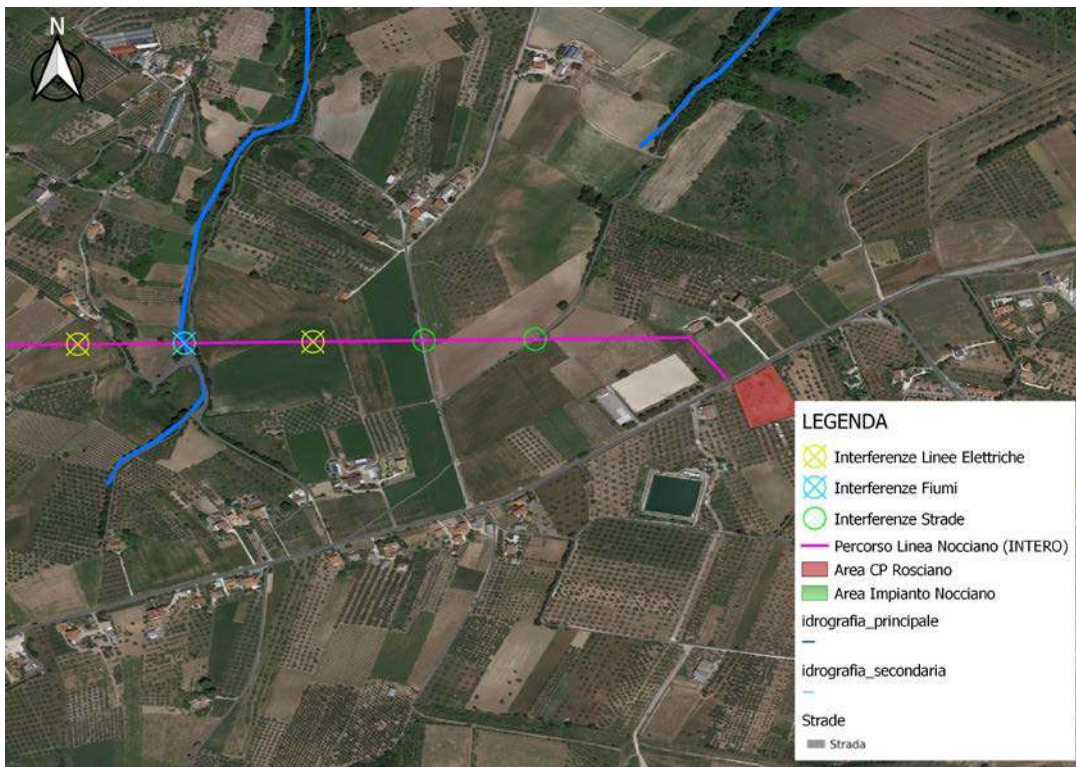 N
LEGENDA
Interferenze Linee Elettriche
Interferenze Fiumi
Interferenze Strade
Percorso Linea Nocciano (INTERO)
Area CP Rosciano
Area Impianto Nocciano
idrografia_principale
idrografia_secondaria
Strade
Strada